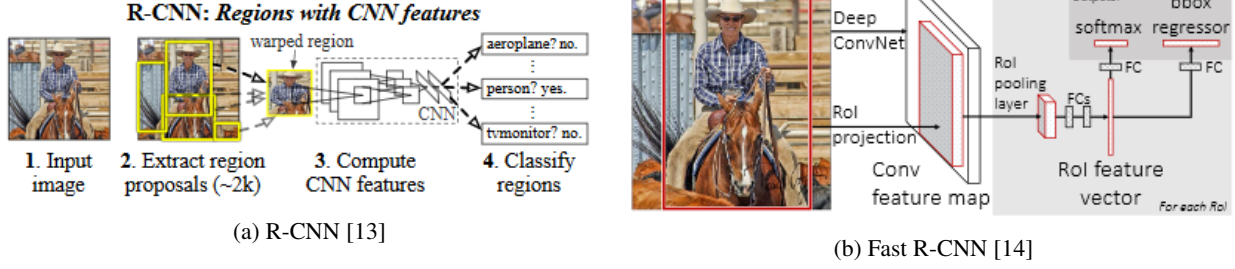 R-CNN: Regions with CNN features
warped region
aeroplane? no.
person? yes.
tvmonitor? no.
CNN
1. Input image
2. Extract region proposals (~2k)
3. Compute CNN features
4. Classify regions
(a) R-CNN [13]
Deep ConvNet
RoI projection
Conv feature map
RoI pooling layer
FCs
RoI feature vector
softmax
bbox regressor
FC
FC
For each RoI
(b) Fast R-CNN [14]